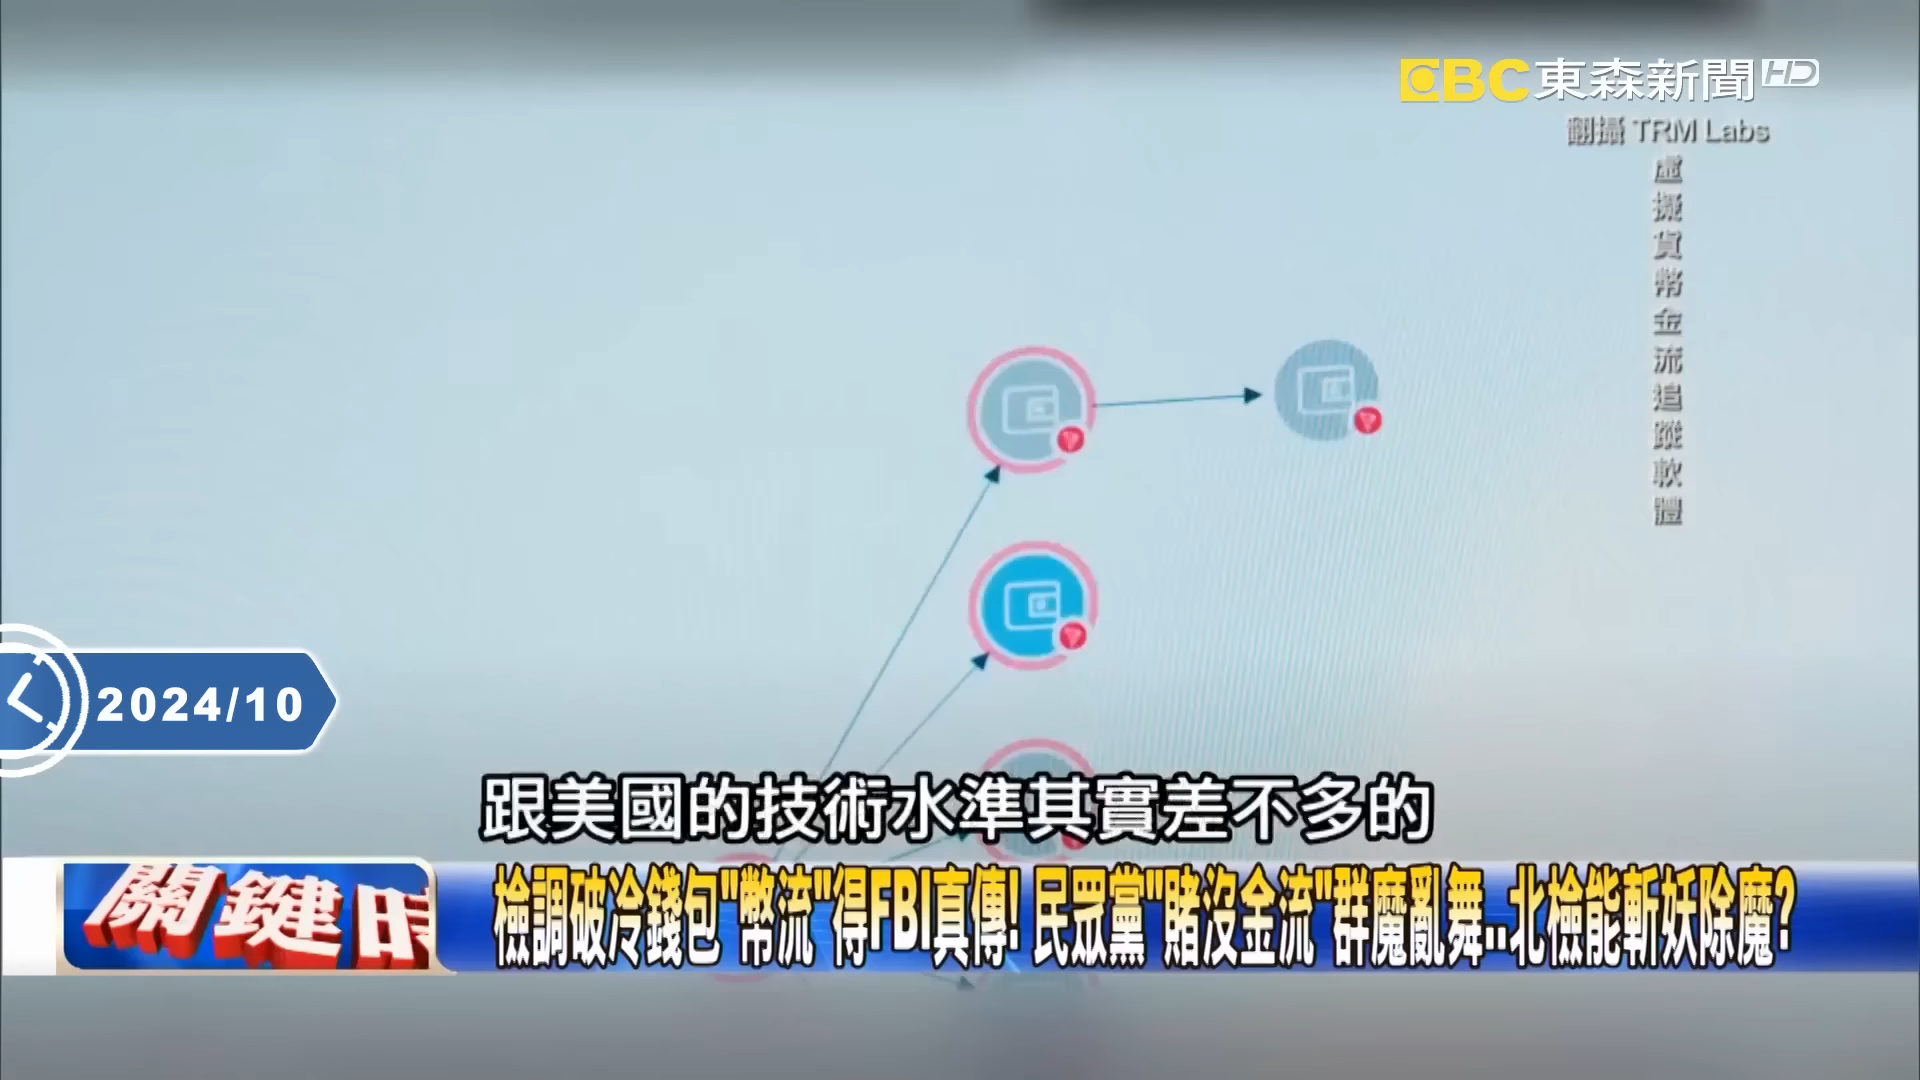 EBC東森新聞HD
翻攝 TRM Labs
虛擬貨幣金流追蹤軟體
2024/10
跟美國的技術水準其實差不多的
關鍵時
檢調破冷錢包"幣流"得FBI真傳! 民眾黨"賭沒金流"群魔亂舞..北檢能斬妖除魔?